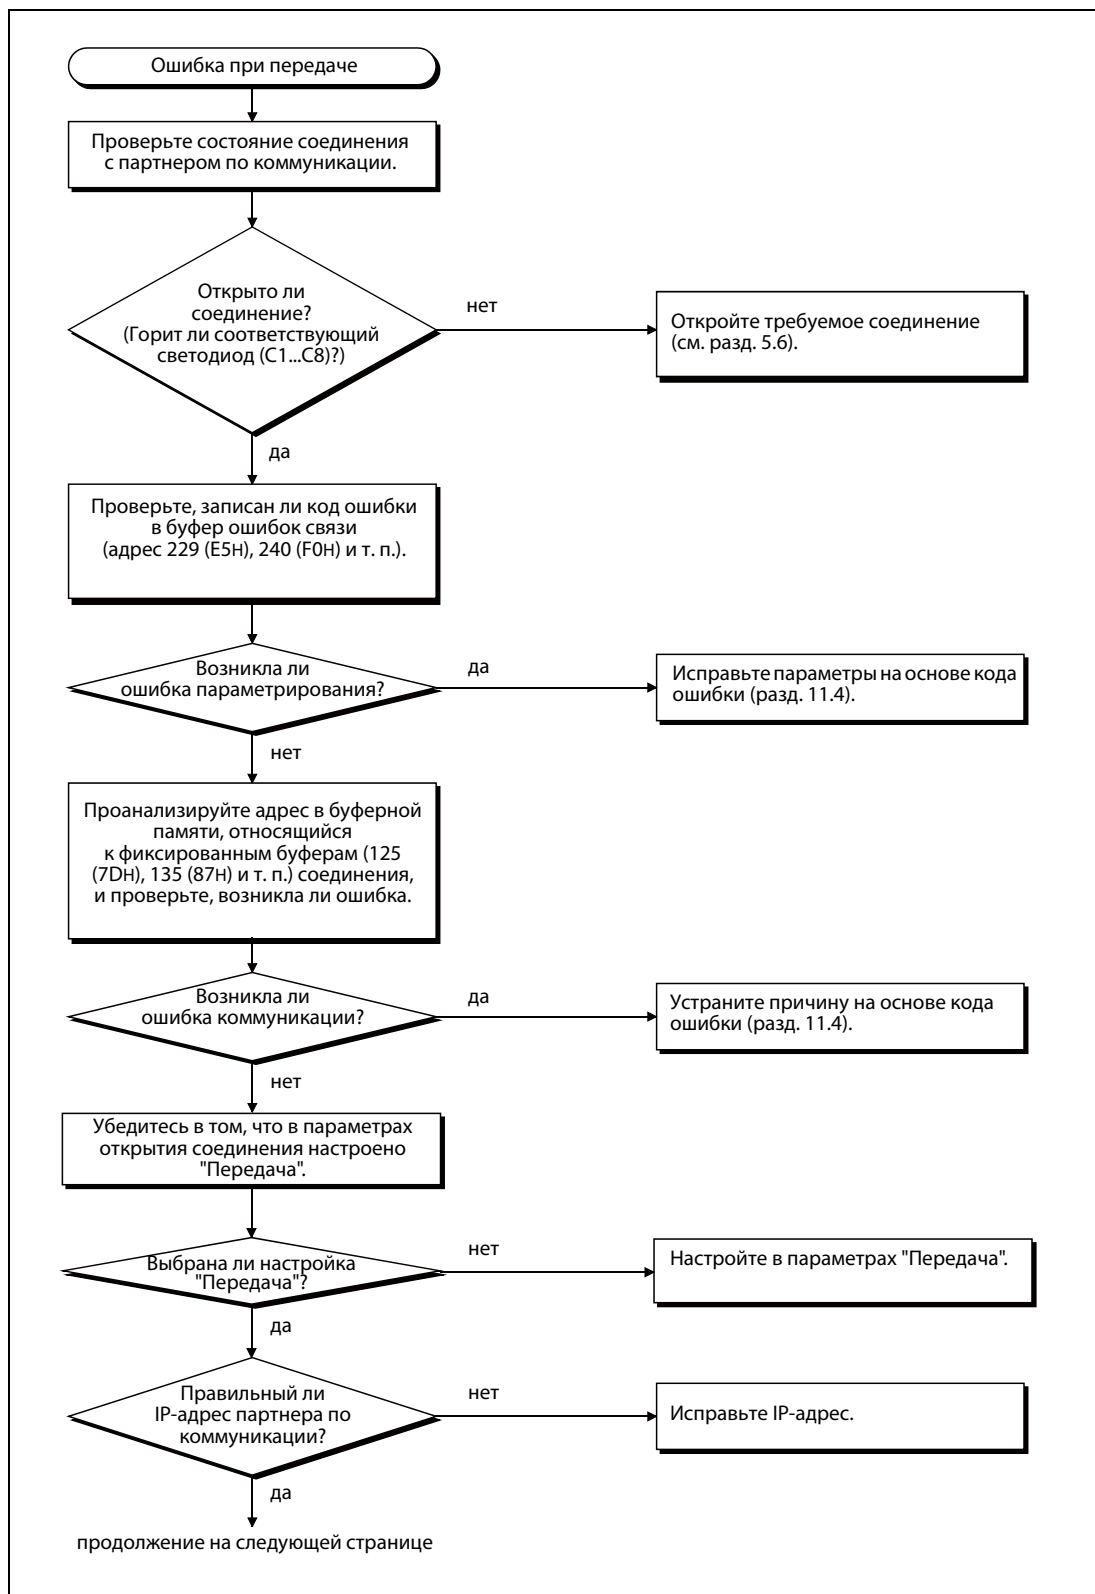 Ошибка при передаче
Проверьте состояние соединения
с партнером по коммуникации.
Открыто ли
соединение?
(Горит ли соответствующий
светодиод (C1...C8)?)
нет
Откройте требуемое соединение
(см. разд. 5.6).
да
Проверьте, записан ли код ошибки
в буфер ошибок связи
(адрес 229 (E5H), 240 (F0H) и т. п.).
Возникла ли
ошибка параметрирования?
да
Исправьте параметры на основе кода
ошибки (разд. 11.4).
нет
Проанализируйте адрес в буферной
памяти, относящийся
к фиксированным буферам (125
(7DH), 135 (87H) и т. п.) соединения,
и проверьте, возникла ли ошибка.
Возникла ли
ошибка коммуникации?
да
Устраните причину на основе кода
ошибки (разд. 11.4).
нет
Убедитесь в том, что в параметрах
открытия соединения настроено
"Передача".
Выбрана ли настройка
"Передача"?
нет
Настройте в параметрах "Передача".
да
Правильный ли
IP-адрес партнера по
коммуникации?
нет
Исправьте IP-адрес.
да
продолжение на следующей странице